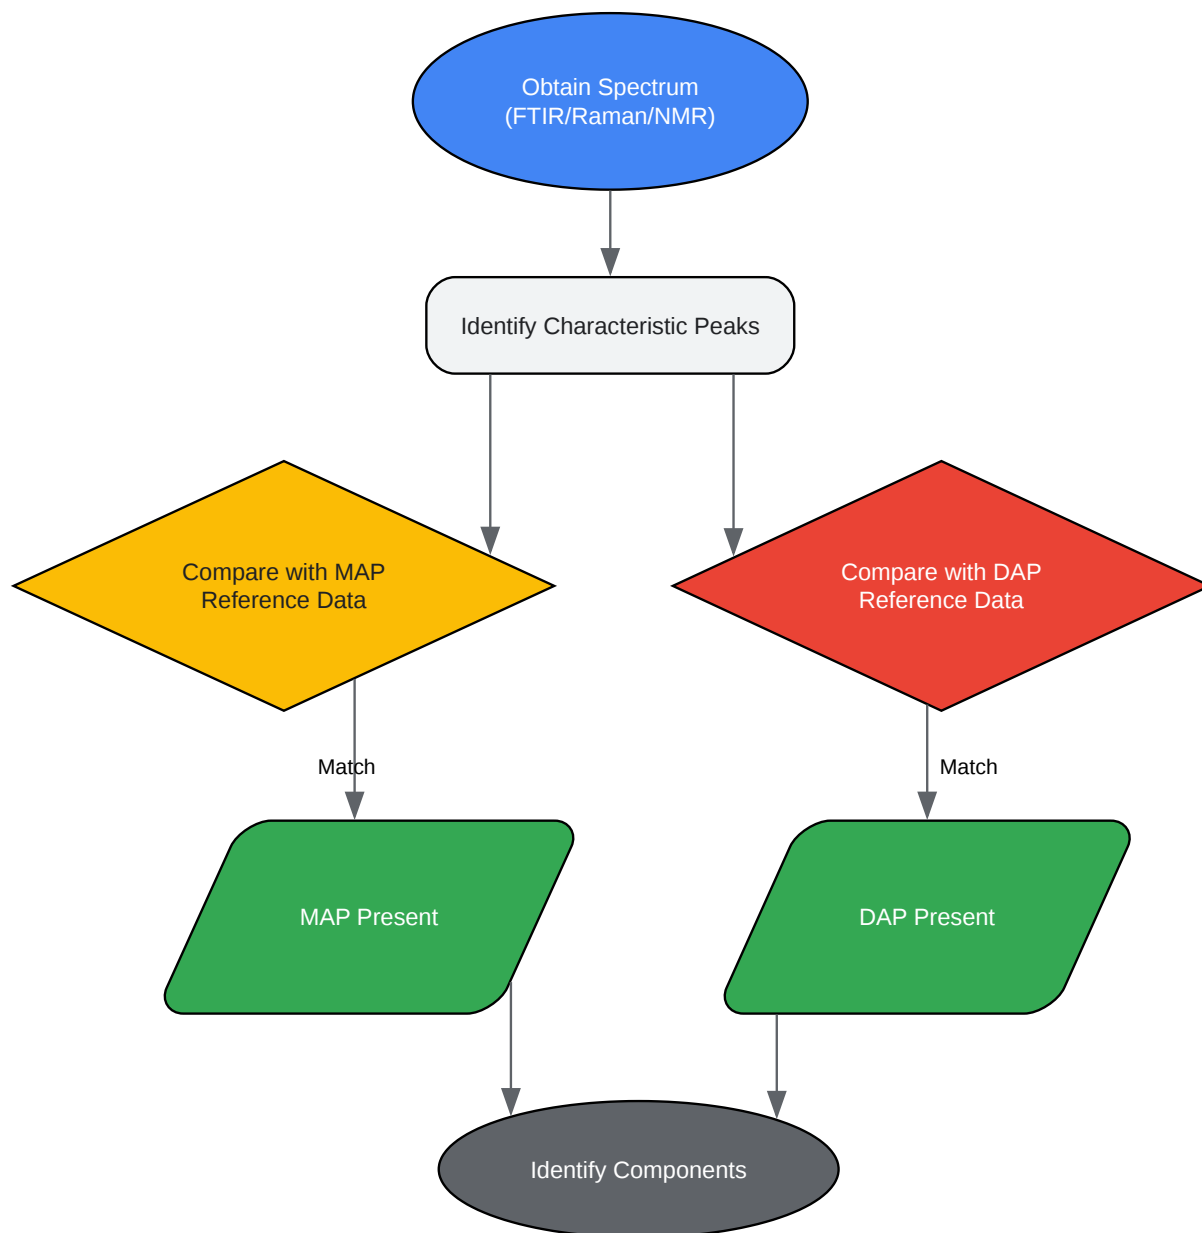 Obtain Spectrum
(FTIR/Raman/NMR)
Identify Characteristic Peaks
Compare with MAP
Reference Data
Compare with DAP
Reference Data
Match
Match
MAP Present
DAP Present
Identify Components